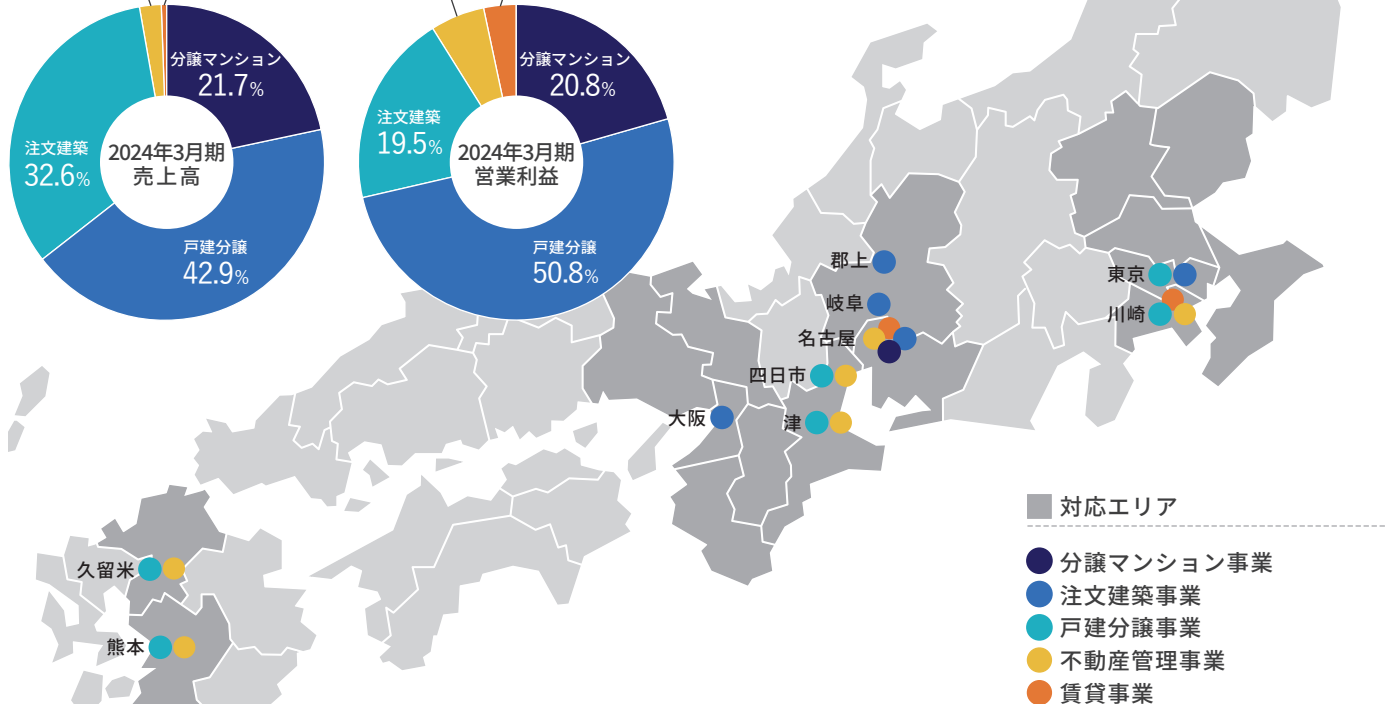 分譲マンション
21.7%
注文建築
32.6%
2024年3月期
売上高
戸建分譲
42.9%
分譲マンション
20.8%
注文建築
19.5%
2024年3月期
営業利益
戸建分譲
50.8%
郡上
岐阜
名古屋
四日市
大阪
津
東京
川崎
久留米
熊本
対応エリア
分譲マンション事業
注文建築事業
戸建分譲事業
不動産管理事業
賃貸事業